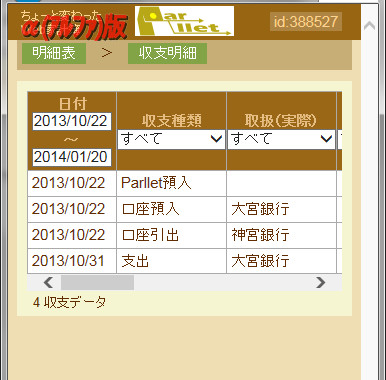 ちょっと変わった
α(アルファ)版
Parllet
id:388527
明細表 > 収支明細
日付 収支種類 取扱(実際)
2013/10/22
～
2014/01/20
すべて すべて
2013/10/22 Parllet預入
2013/10/22 口座預入 大宮銀行
2013/10/22 口座引出 神宮銀行
2013/10/31 支出 大宮銀行
4 収支データ